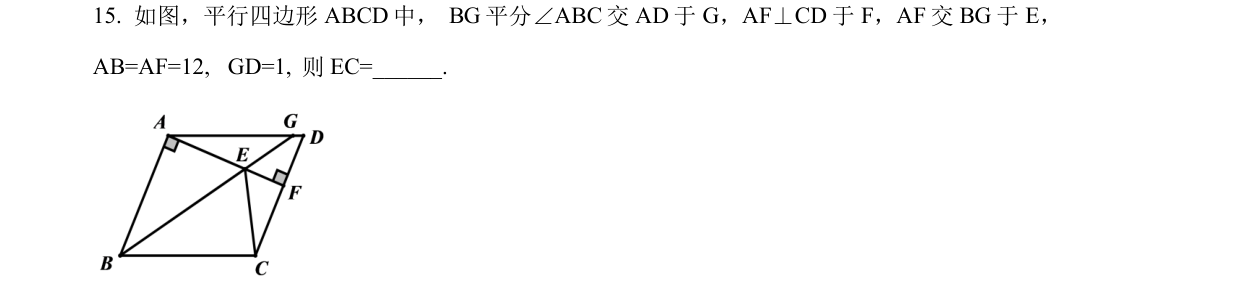 15. 如图，平行四边形 ABCD 中， BG 平分∠ABC 交 AD 于 G，AF⊥CD 于 F，AF 交 BG 于 E，
AB=AF=12, GD=1, 则 EC=______.
A
G
D
E
F
B
C